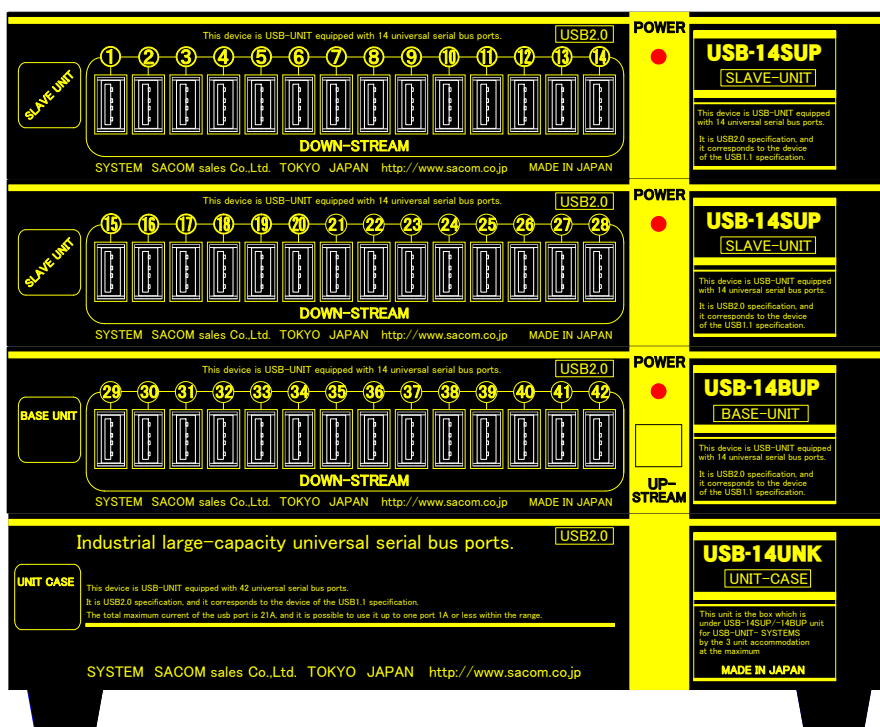 This device is USB-UNIT equipped with 14 universal serial bus ports.
USB2.0
POWER
SLAVE UNIT
① ② ③ ④ ⑤ ⑥ ⑦ ⑧ ⑨ ⑩ ⑪ ⑫ ⑬ ⑭
DOWN-STREAM
SYSTEM SACOM sales Co.,Ltd. TOKYO JAPAN http://www.sacom.co.jp MADE IN JAPAN
USB-14SUP
SLAVE-UNIT
This device is USB-UNIT equipped
with 14 universal serial bus ports.
It is USB2.0 specification, and
it corresponds to the device
of the USB1.1 specification.
This device is USB-UNIT equipped with 14 universal serial bus ports.
USB2.0
POWER
SLAVE UNIT
⑮ ⑯ ⑰ ⑱ ⑲ ⑳ ㉑ ㉒ ㉓ ㉔ ㉕ ㉖ ㉗ ㉘
DOWN-STREAM
SYSTEM SACOM sales Co.,Ltd. TOKYO JAPAN http://www.sacom.co.jp MADE IN JAPAN
USB-14SUP
SLAVE-UNIT
This device is USB-UNIT equipped
with 14 universal serial bus ports.
It is USB2.0 specification, and
it corresponds to the device
of the USB1.1 specification.
This device is USB-UNIT equipped with 14 universal serial bus ports.
USB2.0
POWER
BASE UNIT
㉙ ㉚ ㉛ ㉜ ㉝ ㉞ ㉟ ㊱ ㊲ ㊳ ㊴ ㊵ ㊶ ㊷
DOWN-STREAM
SYSTEM SACOM sales Co.,Ltd. TOKYO JAPAN http://www.sacom.co.jp MADE IN JAPAN
UP-
STREAM
USB-14BUP
BASE-UNIT
This device is USB-UNIT equipped
with 14 universal serial bus ports.
It is USB2.0 specification, and
it corresponds to the device
of the USB1.1 specification.
Industrial large-capacity universal serial bus ports.
USB2.0
UNIT CASE
This device is USB-UNIT equipped with 42 universal serial bus ports.
It is USB2.0 specification, and it corresponds to the device of the USB1.1 specification.
The total maximum current of the usb port is 21A, and it is possible to use it up to one port 1A or less within the range.
SYSTEM SACOM sales Co.,Ltd. TOKYO JAPAN http://www.sacom.co.jp
USB-14UNK
UNIT-CASE
This unit is the box which is
under USB-14SUP/-14BUP unit
for USB-UNIT- SYSTEMS
by the 3 unit accommodation
at the maximum
MADE IN JAPAN